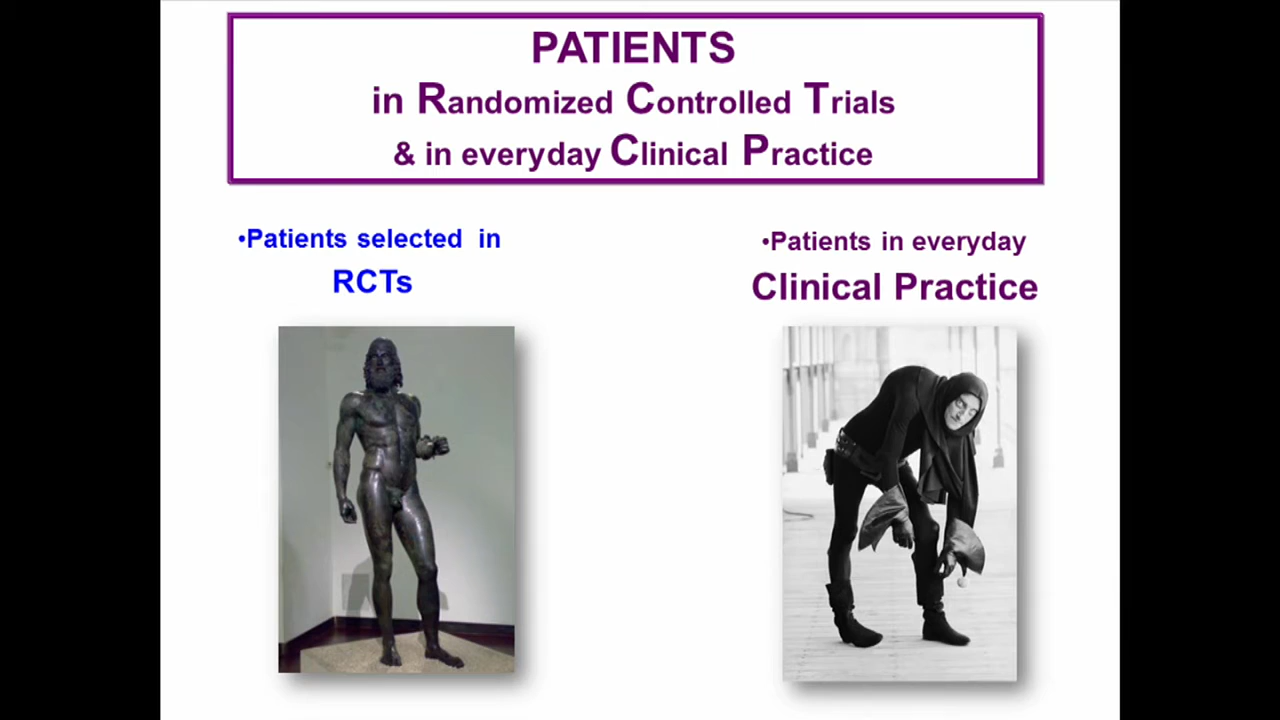 PATIENTS
in Randomized Controlled Trials
& in everyday Clinical Practice
•Patients selected in
RCTs
•Patients in everyday
Clinical Practice